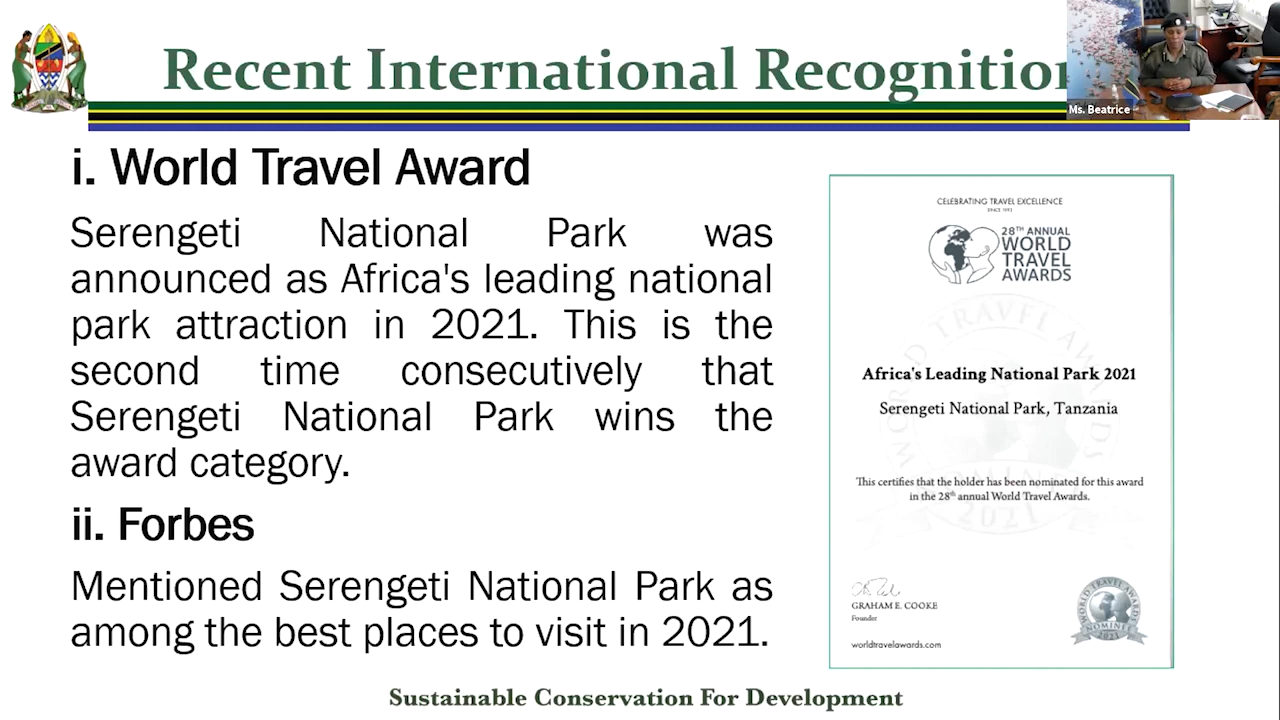 Recent International Recognition
Ms. Beatrice
i. World Travel Award
Serengeti National Park was
announced as Africa's leading national
park attraction in 2021. This is the
second time consecutively that
Serengeti National Park wins the
award category.
ii. Forbes
Mentioned Serengeti National Park as
among the best places to visit in 2021.
CELEBRATING TRAVEL EXCELLENCE
SINCE 1993
28TH ANNUAL
WORLD
TRAVEL
AWARDS
Africa's Leading National Park 2021
Serengeti National Park, Tanzania
This certifies that the holder has been nominated for this award
in the 28th annual World Travel Awards.
GRAHAM E. COOKE
Founder
worldtravelawards.com
WORLD TRAVEL AWARDS
NOMINEE
2021
Sustainable Conservation For Development